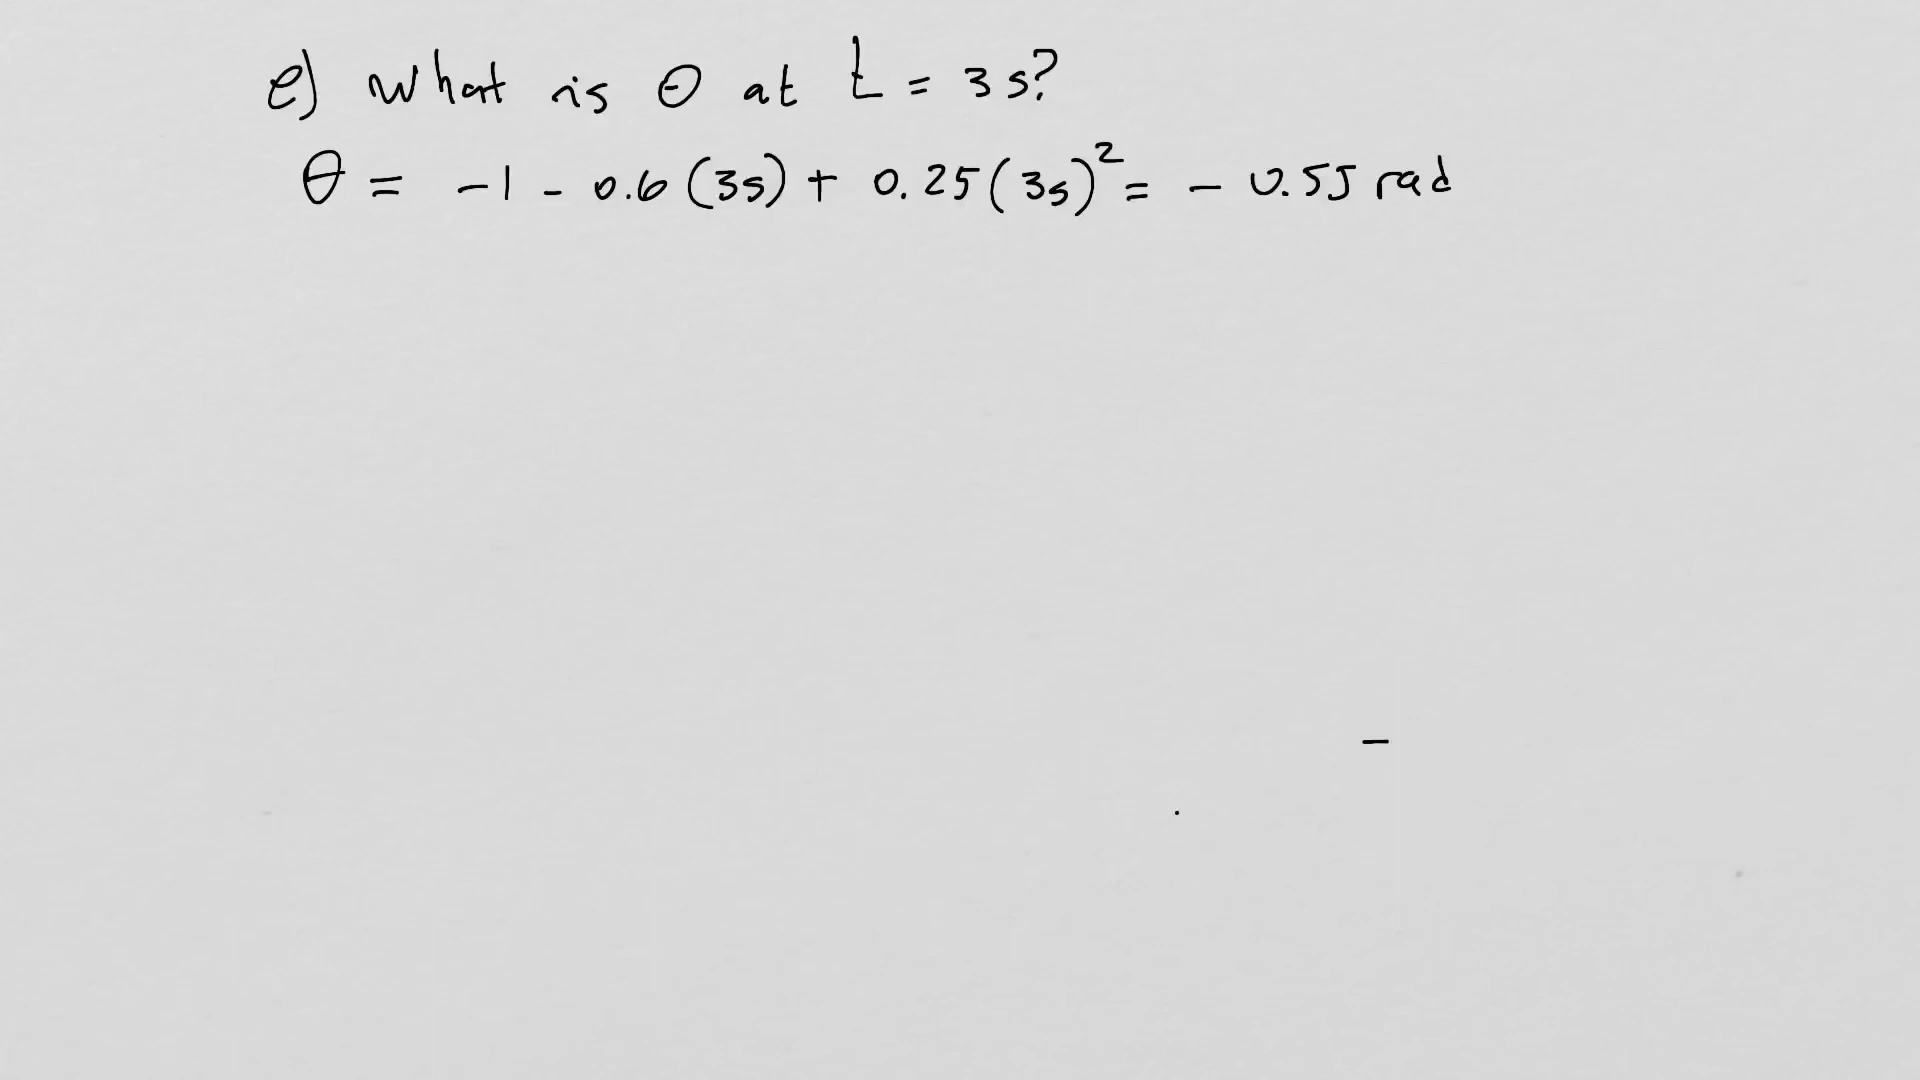 e) What is θ at t = 3s?
θ = -1 - 0.6(3s) + 0.25(3s)² = - 0.55 rad